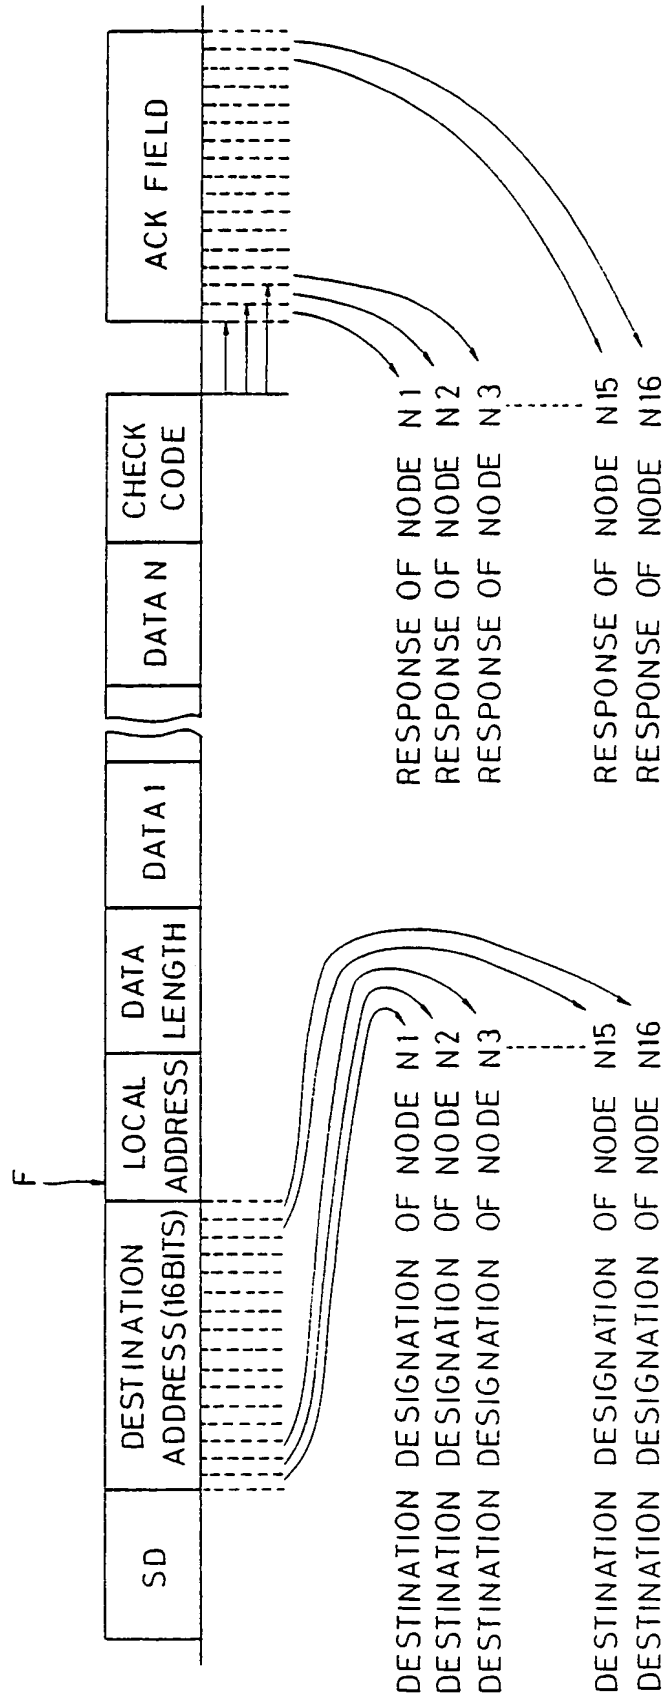 F
SD
DESTINATION
ADDRESS(16BITS)
LOCAL
ADDRESS
DATA
LENGTH
DATA 1
DATA N
CHECK
CODE
ACK FIELD
DESTINATION DESIGNATION OF NODE N1
DESTINATION DESIGNATION OF NODE N2
DESTINATION DESIGNATION OF NODE N3
DESTINATION DESIGNATION OF NODE N15
DESTINATION DESIGNATION OF NODE N16
RESPONSE OF NODE N1
RESPONSE OF NODE N2
RESPONSE OF NODE N3
RESPONSE OF NODE N15
RESPONSE OF NODE N16